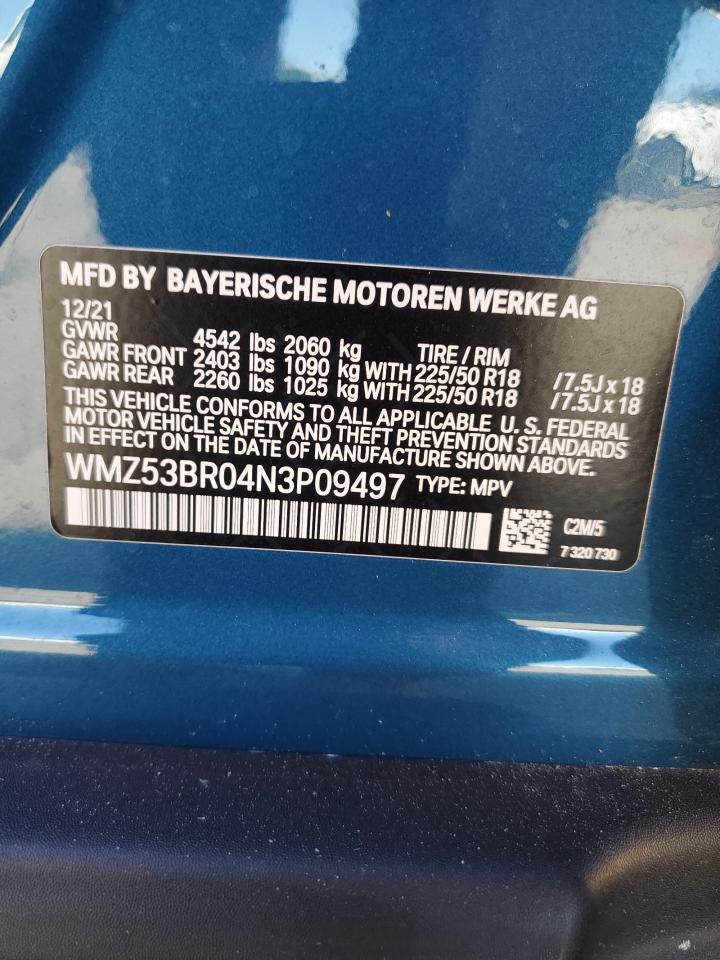 MFD BY BAYERISCHE MOTOREN WERKE AG
12/21
GVWR 4542 lbs 2060 kg TIRE / RIM
GAWR FRONT 2403 lbs 1090 kg WITH 225/50 R18 / 7.5J x 18
GAWR REAR 2260 lbs 1025 kg WITH 225/50 R18 / 7.5J x 18
THIS VEHICLE CONFORMS TO ALL APPLICABLE U. S. FEDERAL
MOTOR VEHICLE SAFETY AND THEFT PREVENTION STANDARDS
IN EFFECT ON THE DATE OF MANUFACTURE SHOWN ABOVE.
WMZ53BR04N3P09497 TYPE: MPV
C2M/5
7 320 730